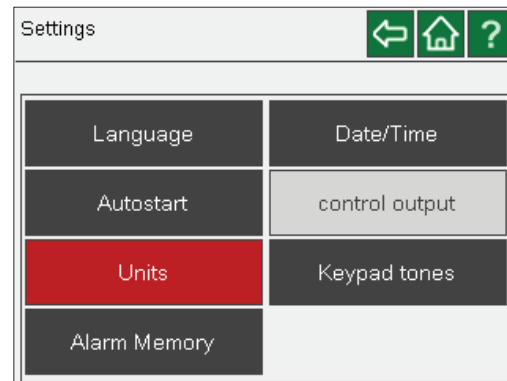 Settings
?
Language
Date/Time
Autostart
control output
Units
Keypad tones
Alarm Memory